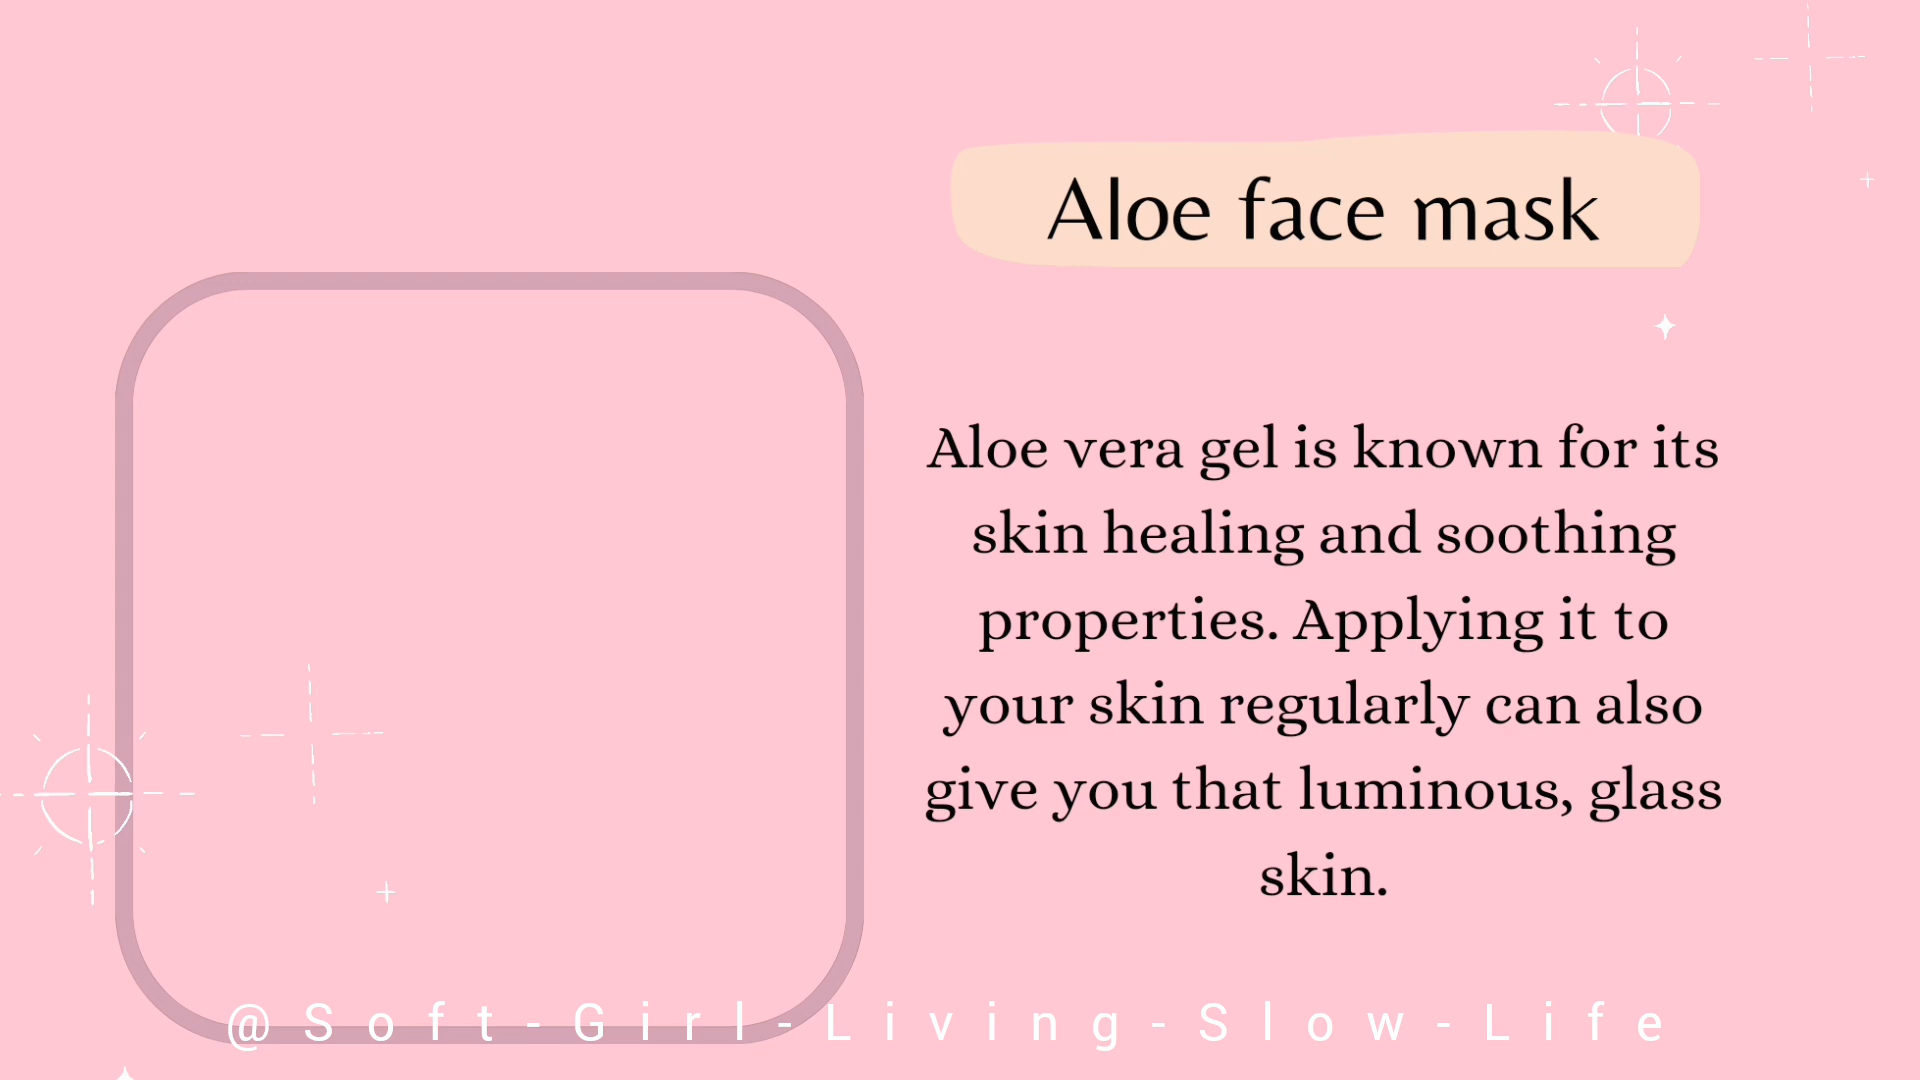 Aloe face mask
Aloe vera gel is known for its
skin healing and soothing
properties. Applying it to
your skin regularly can also
give you that luminous, glass
skin.
@Soft-Girl-Living-Slow-Life